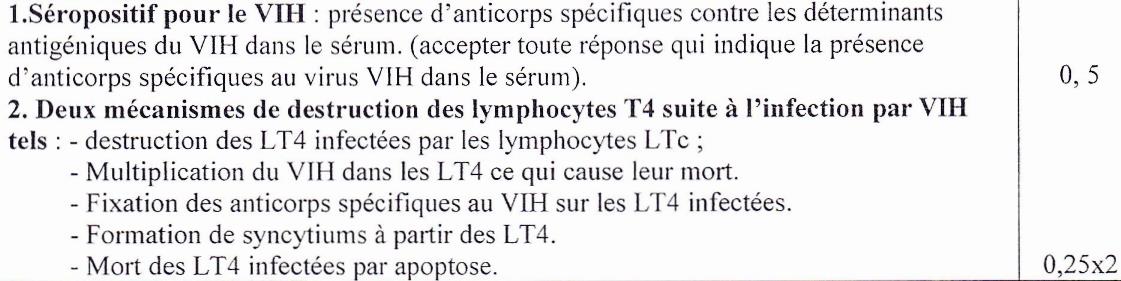 1.Séropositif pour le VIH : présence d'anticorps spécifiques contre les déterminants
antigéniques du VIH dans le sérum. (accepter toute réponse qui indique la présence
d'anticorps spécifiques au virus VIH dans le sérum).
0, 5
2. Deux mécanismes de destruction des lymphocytes T4 suite à l'infection par VIH
tels : - destruction des LT4 infectées par les lymphocytes LTc ;
- Multiplication du VIH dans les LT4 ce qui cause leur mort.
- Fixation des anticorps spécifiques au VIH sur les LT4 infectées.
- Formation de syncytiums à partir des LT4.
- Mort des LT4 infectées par apoptose.
0,25x2